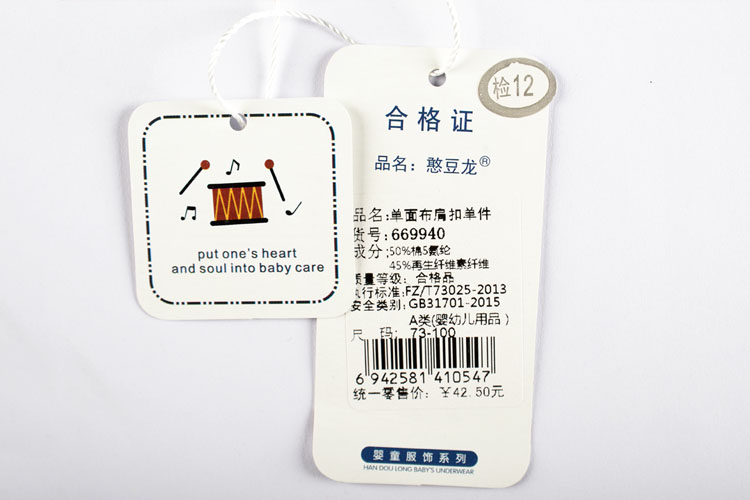 put one's heart
and soul into baby care
检12
合格证
品名：憨豆龙®
品名:单面布肩扣单件
货号:669940
成分:50%棉5氨纶
45%再生纤维素纤维
质量等级：合格品
执行标准:FZ/T73025-2013
安全类别:GB31701-2015
A类(婴幼儿用品)
尺 码: 73-100
6 942581 410547
统一零售价：￥42.50元
婴童服饰系列
HAN DOU LONG BABY'S UNDERWEAR